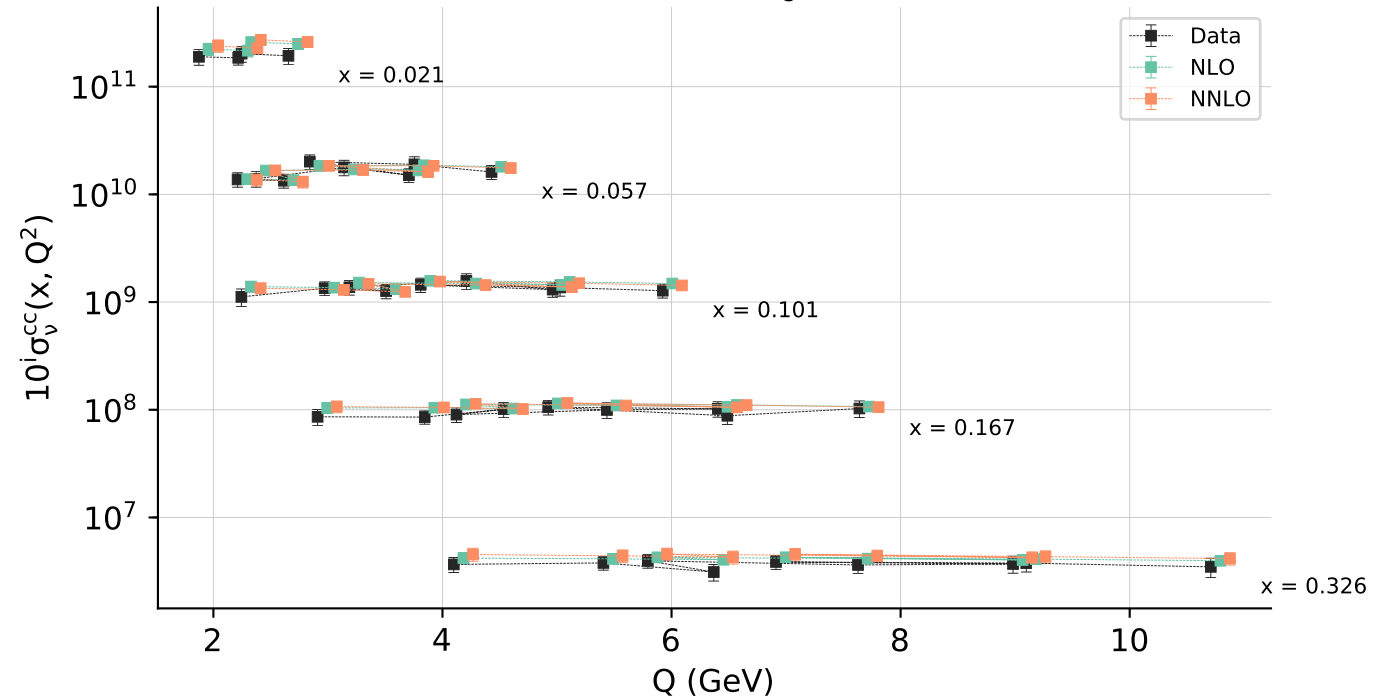 Data
NLO
NNLO
x = 0.021
x = 0.057
x = 0.101
x = 0.167
x = 0.326
10¹¹
10¹⁰
10⁹
10⁸
10⁷
10ⁱσᵥᶜᶜ(x, Q²)
2 4 6 8 10
Q (GeV)